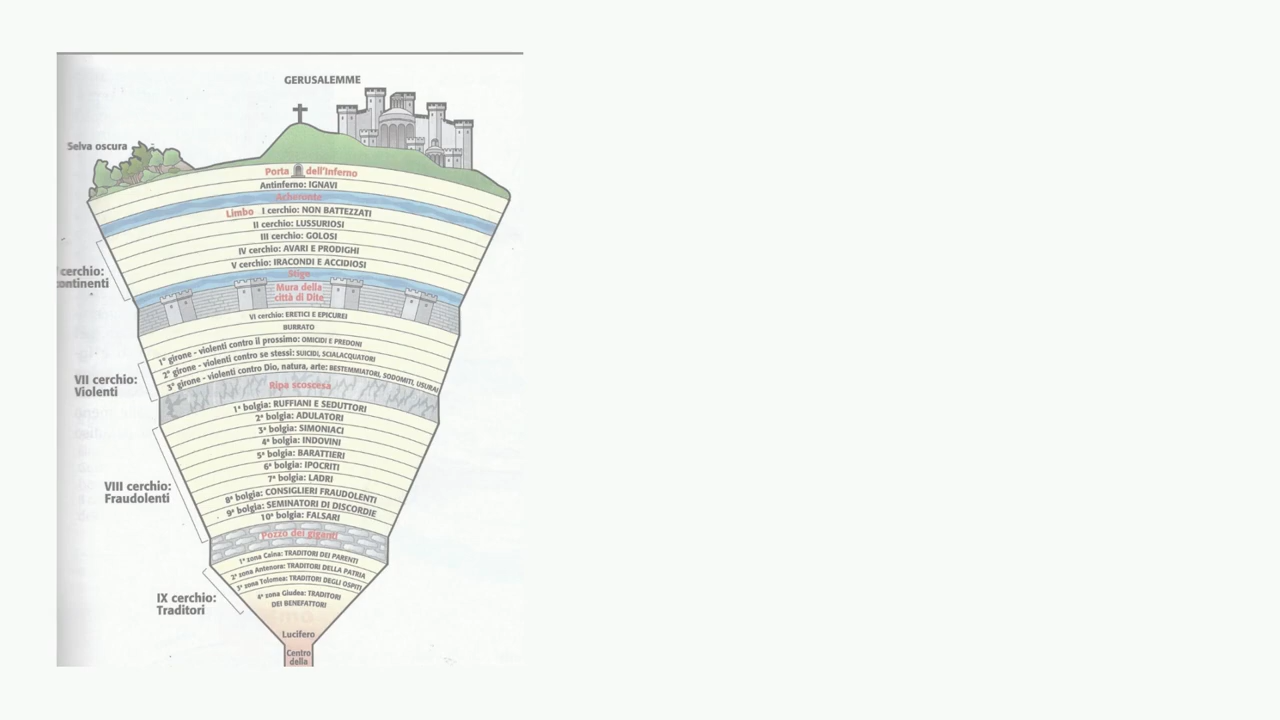 GERUSALEMME
Selva oscura
Porta dell'Inferno
Antinferno: IGNAVI
Acheronte
Limbo I cerchio: NON BATTEZZATI
II cerchio: LUSSURIOSI
III cerchio: GOLOSI
IV cerchio: AVARI E PRODIGHI
V cerchio: IRACONDI E ACCIDIOSI
cerchio:
ontinenti
Stige
Mura della
città di Dite
VI cerchio: ERETICI E EPICUREI
BURRATO
1° girone - violenti contro il prossimo: OMICIDI E PREDONI
2° girone - violenti contro se stessi: SUICIDI, SCIALACQUATORI
3° girone - violenti contro Dio, natura, arte: BESTEMMIATORI, SODOMITI, USURAI
VII cerchio:
Violenti
Ripa scoscesa
1ª bolgia: RUFFIANI E SEDUTTORI
2ª bolgia: ADULATORI
3ª bolgia: SIMONIACI
4ª bolgia: INDOVINI
5ª bolgia: BARATTIERI
6ª bolgia: IPOCRITI
7ª bolgia: LADRI
8ª bolgia: CONSIGLIERI FRAUDOLENTI
9ª bolgia: SEMINATORI DI DISCORDIE
10ª bolgia: FALSARI
VIII cerchio:
Fraudolenti
Pozzo dei giganti
1ª zona Caina: TRADITORI DEI PARENTI
2ª zona Antenora: TRADITORI DELLA PATRIA
3ª zona Tolomea: TRADITORI DEGLI OSPITI
4ª zona Giudea: TRADITORI
DEI BENEFATTORI
IX cerchio:
Traditori
Lucifero
Centro
della